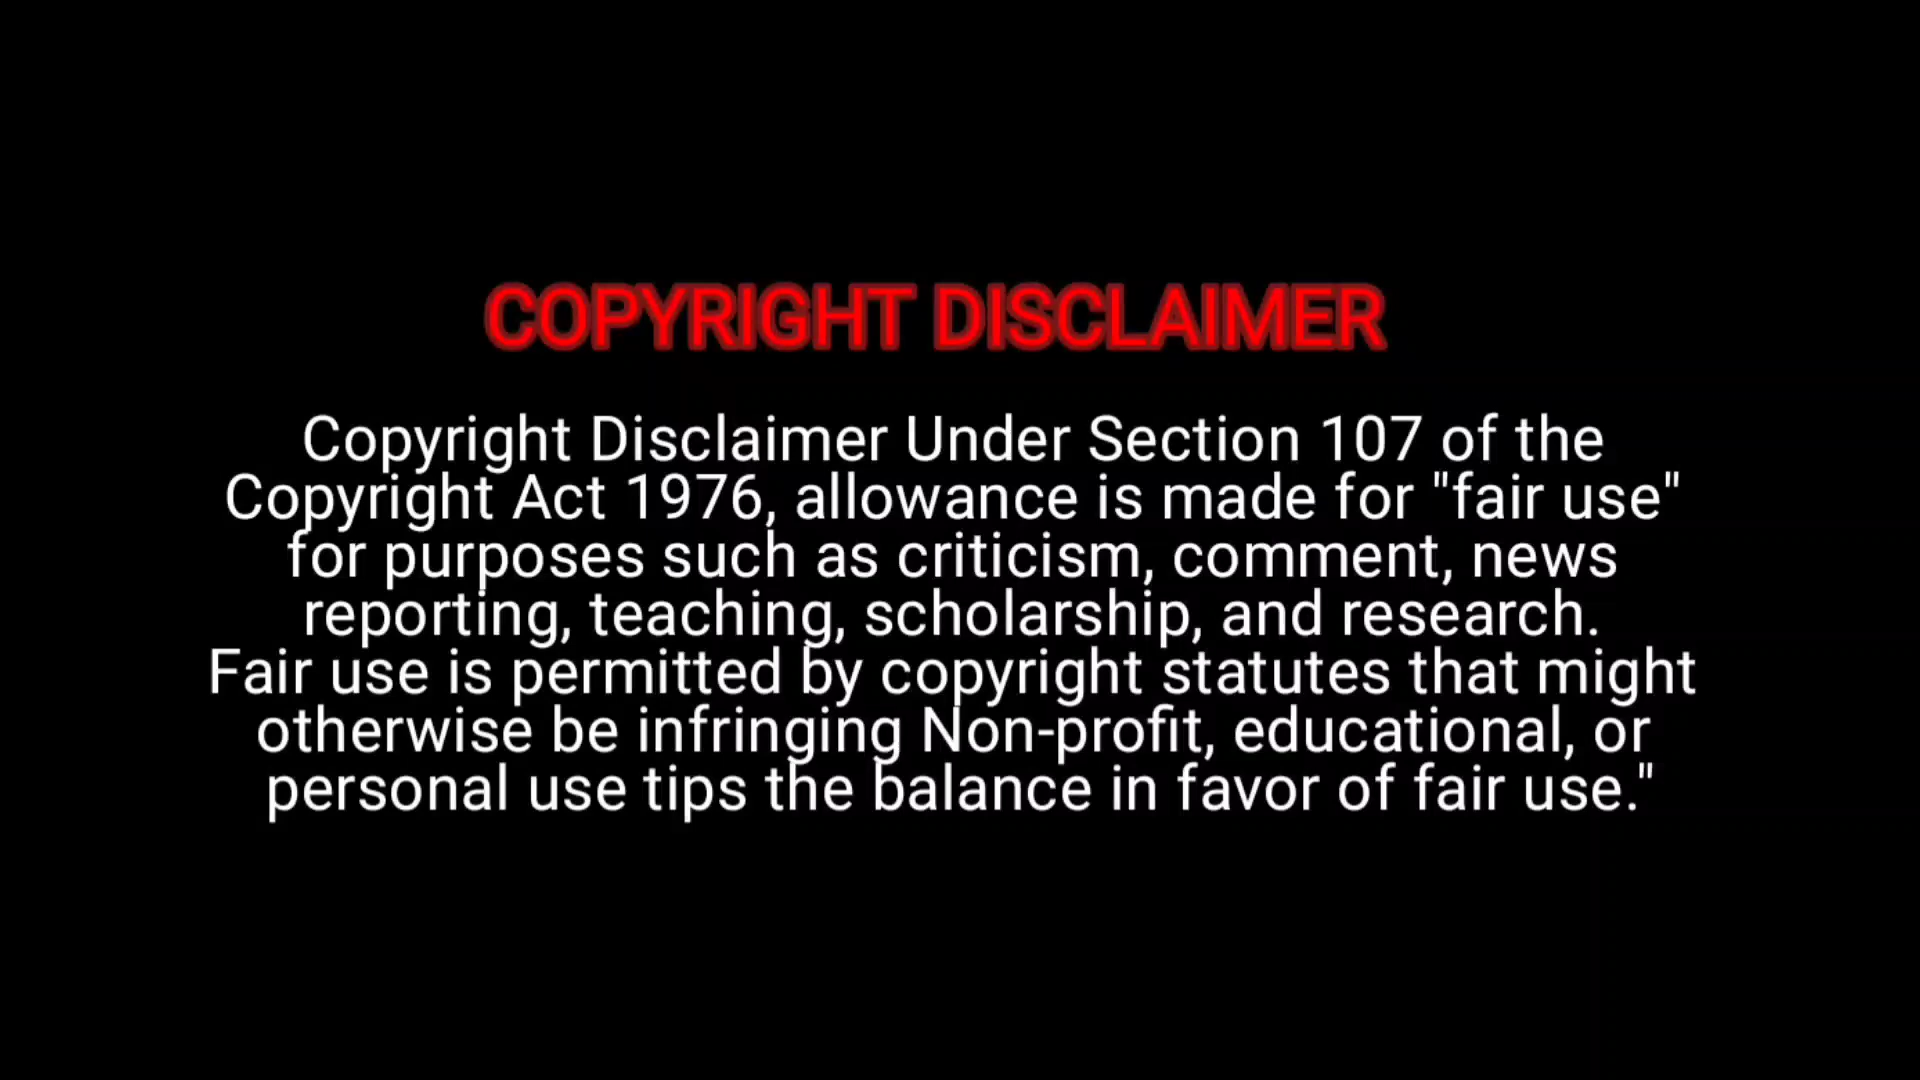 COPYRIGHT DISCLAIMER
Copyright Disclaimer Under Section 107 of the
Copyright Act 1976, allowance is made for "fair use"
for purposes such as criticism, comment, news
reporting, teaching, scholarship, and research.
Fair use is permitted by copyright statutes that might
otherwise be infringing Non-profit, educational, or
personal use tips the balance in favor of fair use."